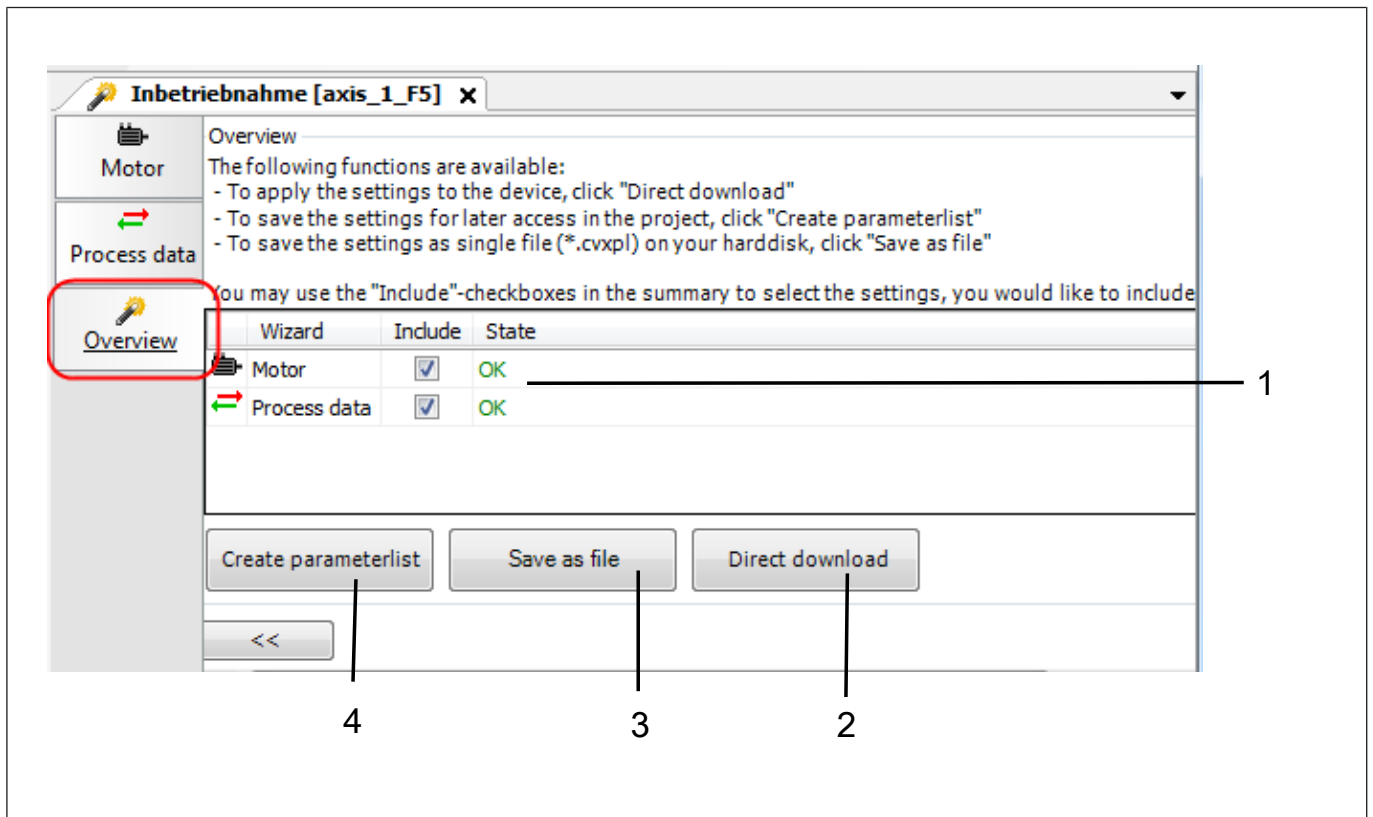 Inbetriebnahme [axis_1_F5] x
Motor
Process data
Overview
Overview
The following functions are available:
- To apply the settings to the device, click "Direct download"
- To save the settings for later access in the project, click "Create parameterlist"
- To save the settings as single file (*.cvxpl) on your harddisk, click "Save as file"
You may use the "Include"-checkboxes in the summary to select the settings, you would like to include
Wizard Include State
Motor OK
Process data OK
1
Create parameterlist Save as file Direct download
<<
4 3 2